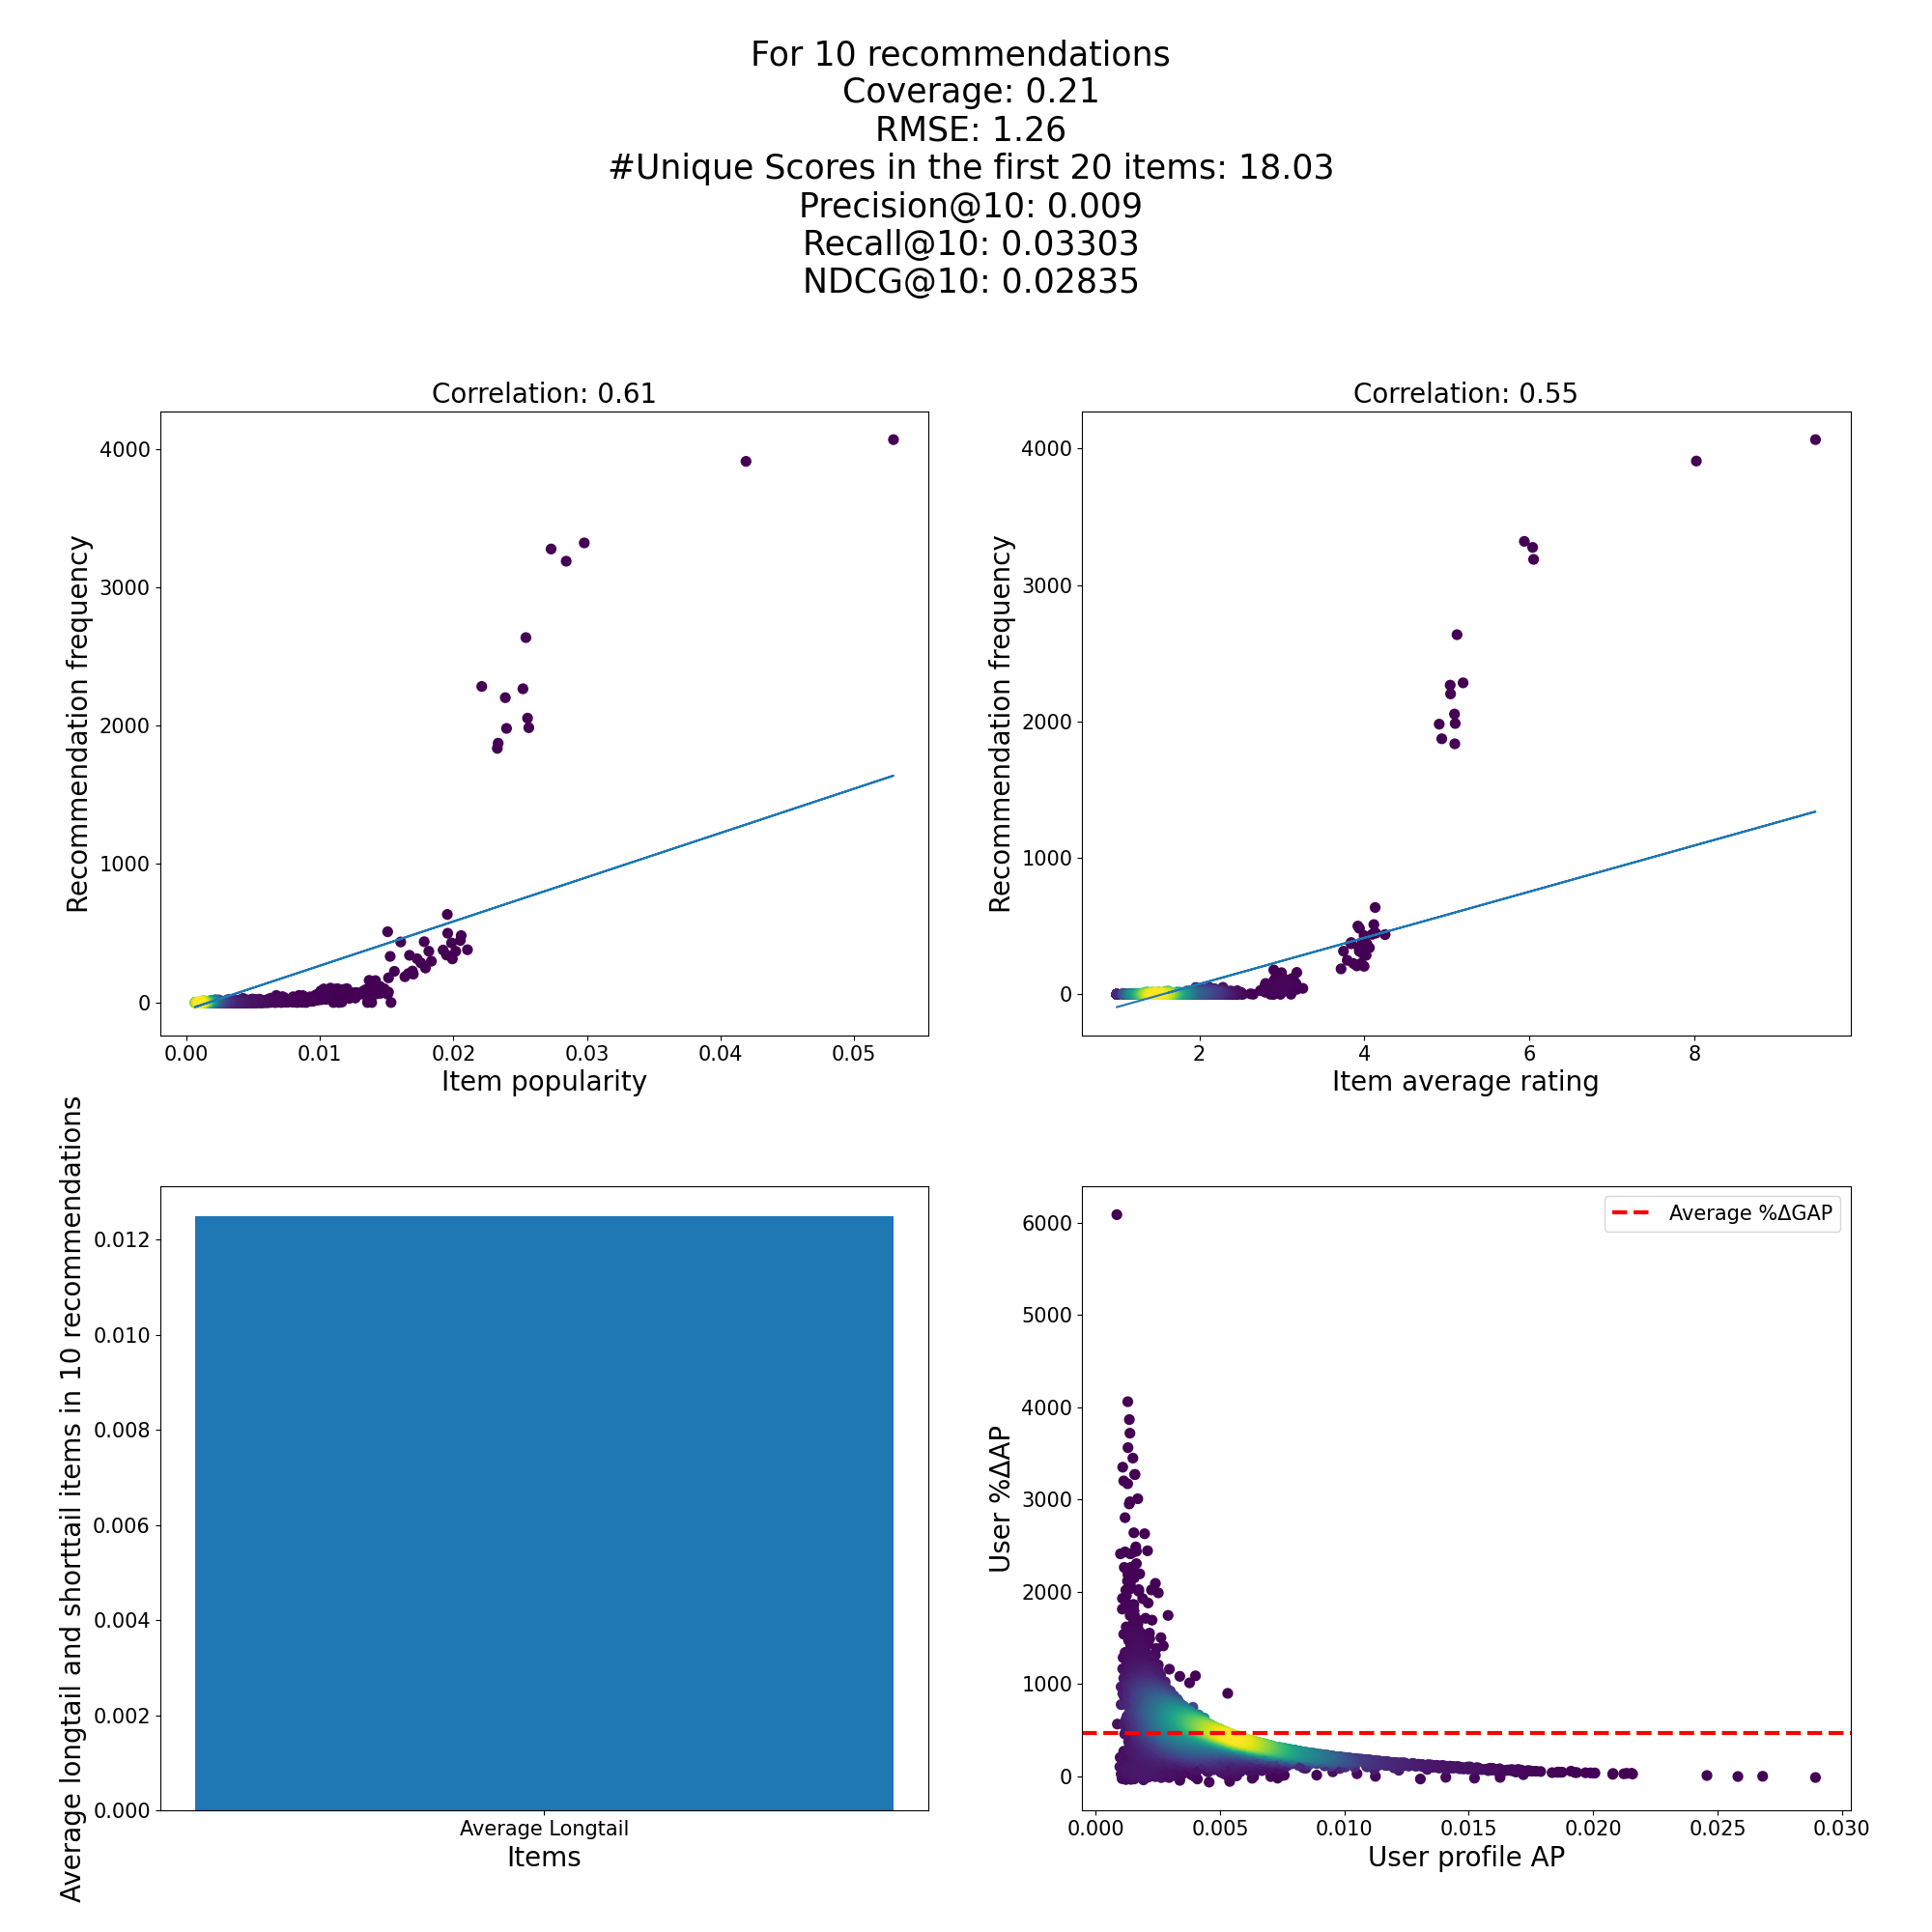 For 10 recommendations
Coverage: 0.21
RMSE: 1.26
#Unique Scores in the first 20 items: 18.03
Precision@10: 0.009
Recall@10: 0.03303
NDCG@10: 0.02835
Correlation: 0.61
Recommendation frequency
4000
3000
2000
1000
0
0.00 0.01 0.02 0.03 0.04 0.05
Item popularity
Correlation: 0.55
Recommendation frequency
4000
3000
2000
1000
0
2 4 6 8
Item average rating
Average longtail and shorttail items in 10 recommendations
0.012
0.010
0.008
0.006
0.004
0.002
0.000
Average Longtail
Items
Average %ΔGAP
User %ΔAP
6000
5000
4000
3000
2000
1000
0
0.000 0.005 0.010 0.015 0.020 0.025 0.030
User profile AP